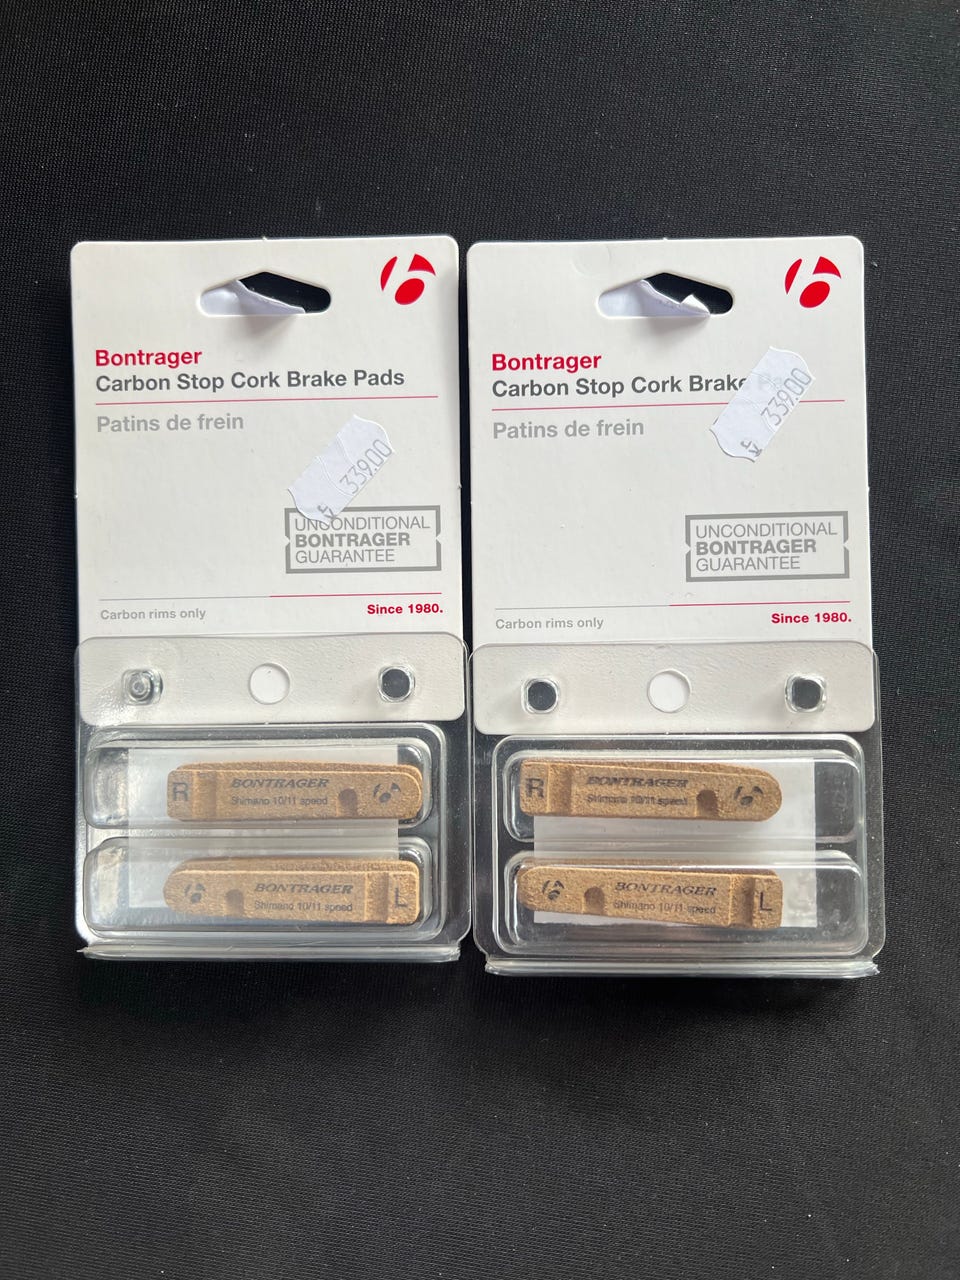 Bontrager
Carbon Stop Cork Brake Pads
Patins de frein
339.00
UNCONDITIONAL
BONTRAGER
GUARANTEE
Carbon rims only
Since 1980.
R
BONTRAGER
Shimano 10/11 speed
BONTRAGER
Shimano 10/11 speed
L
Bontrager
Carbon Stop Cork Brake
339.00
Patins de frein
UNCONDITIONAL
BONTRAGER
GUARANTEE
Carbon rims only
Since 1980.
R
BONTRAGER
Shimano 10/11 speed
BONTRAGER
Shimano 10/11 speed
L